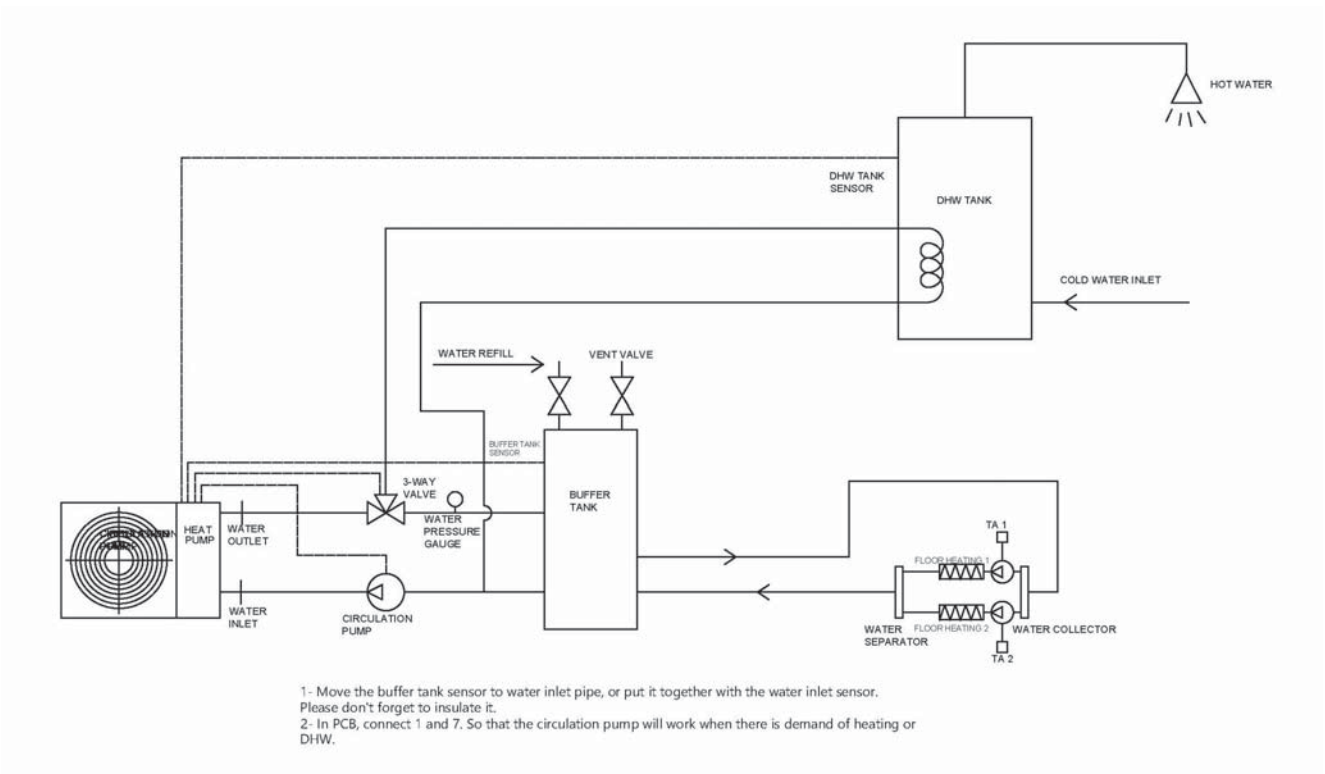 HOT WATER
DHW TANK
SENSOR
DHW TANK
COLD WATER INLET
WATER REFILL
VENT VALVE
BUFFER TANK
SENSOR
3-WAY
VALVE
BUFFER
TANK
HEAT
PUMP
WATER
OUTLET
WATER
PRESSURE
GAUGE
TA 1
FLOOR HEATING 1
WATER
INLET
CIRCULATION
PUMP
WATER
SEPARATOR
FLOOR HEATING 2
WATER COLLECTOR
TA 2
1- Move the buffer tank sensor to water inlet pipe, or put it together with the water inlet sensor.
Please don't forget to insulate it.
2- In PCB, connect 1 and 7. So that the circulation pump will work when there is demand of heating or
DHW.